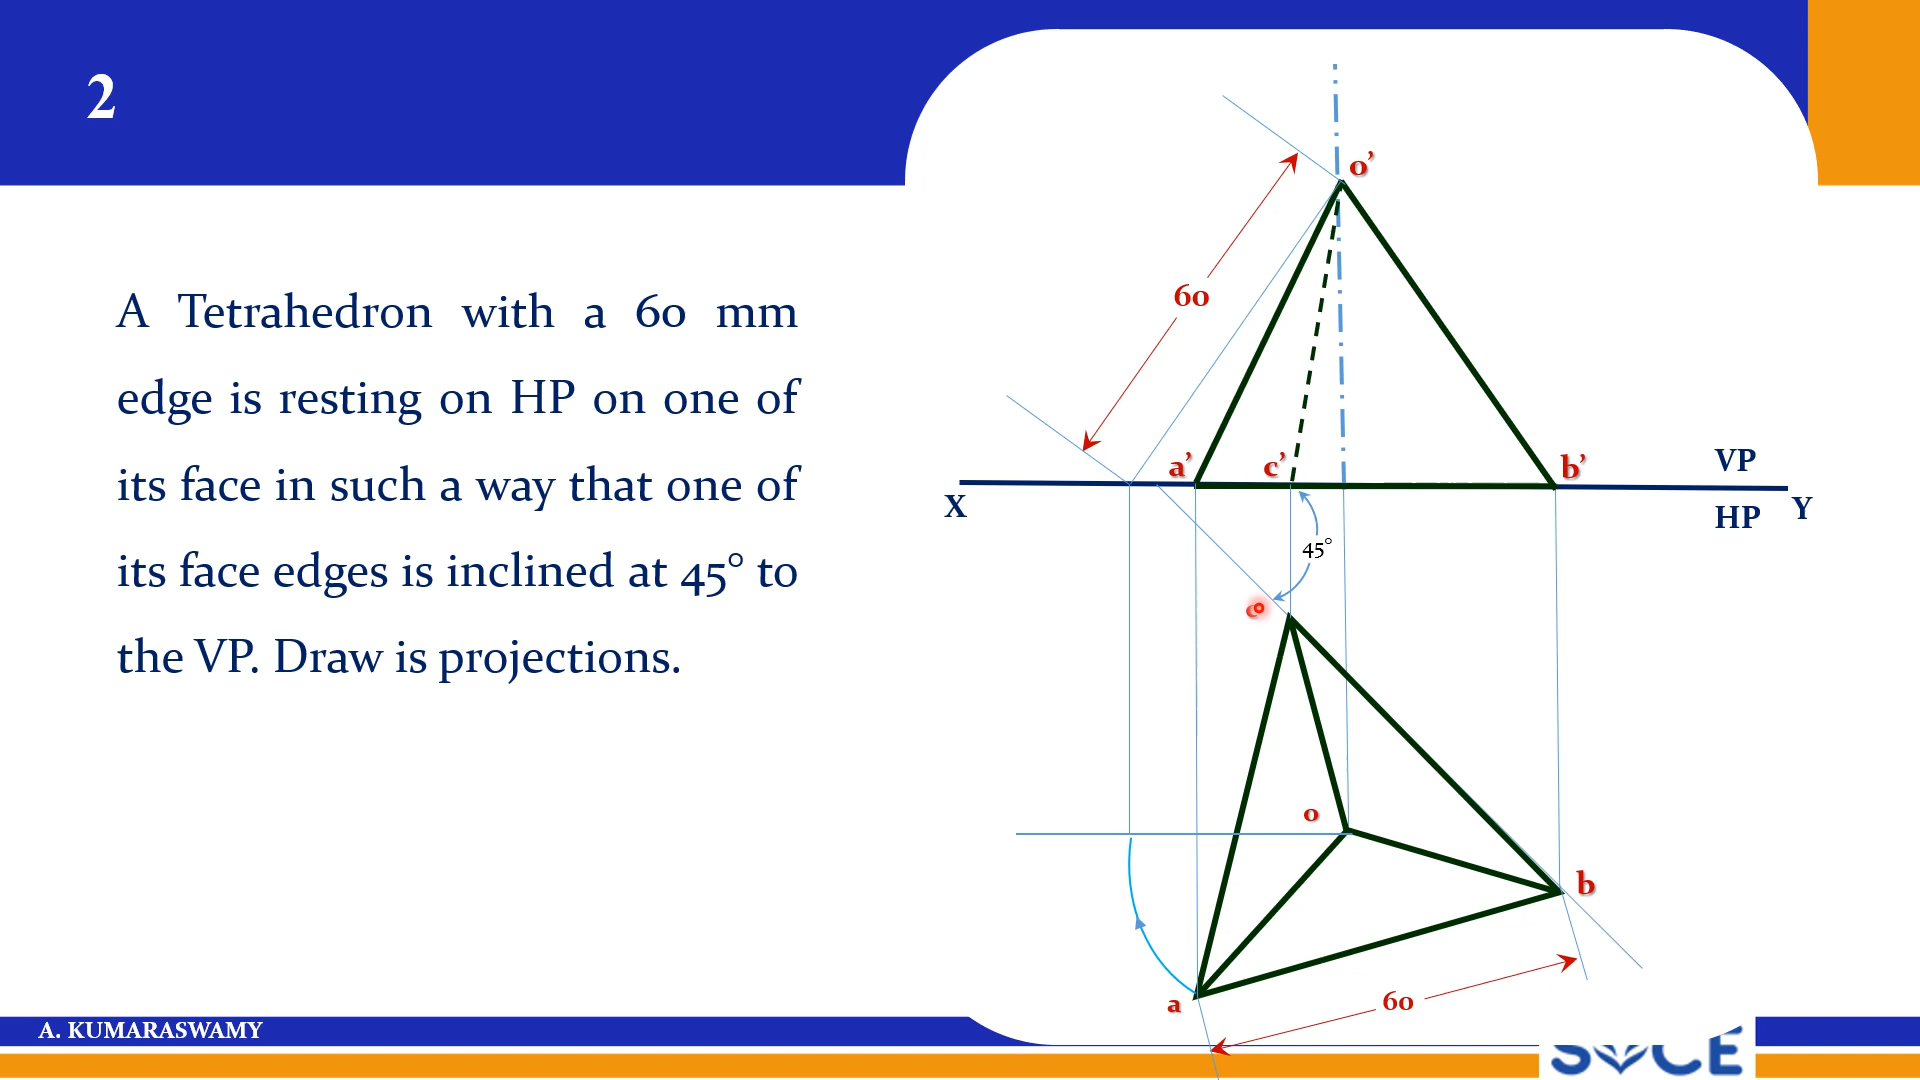 2
A Tetrahedron with a 60 mm
edge is resting on HP on one of
its face in such a way that one of
its face edges is inclined at 45° to
the VP. Draw is projections.
o’
60
a’ c’ b’
VP
X HP Y
45°
c
o
b
a
60
A. KUMARASWAMY
SVCE